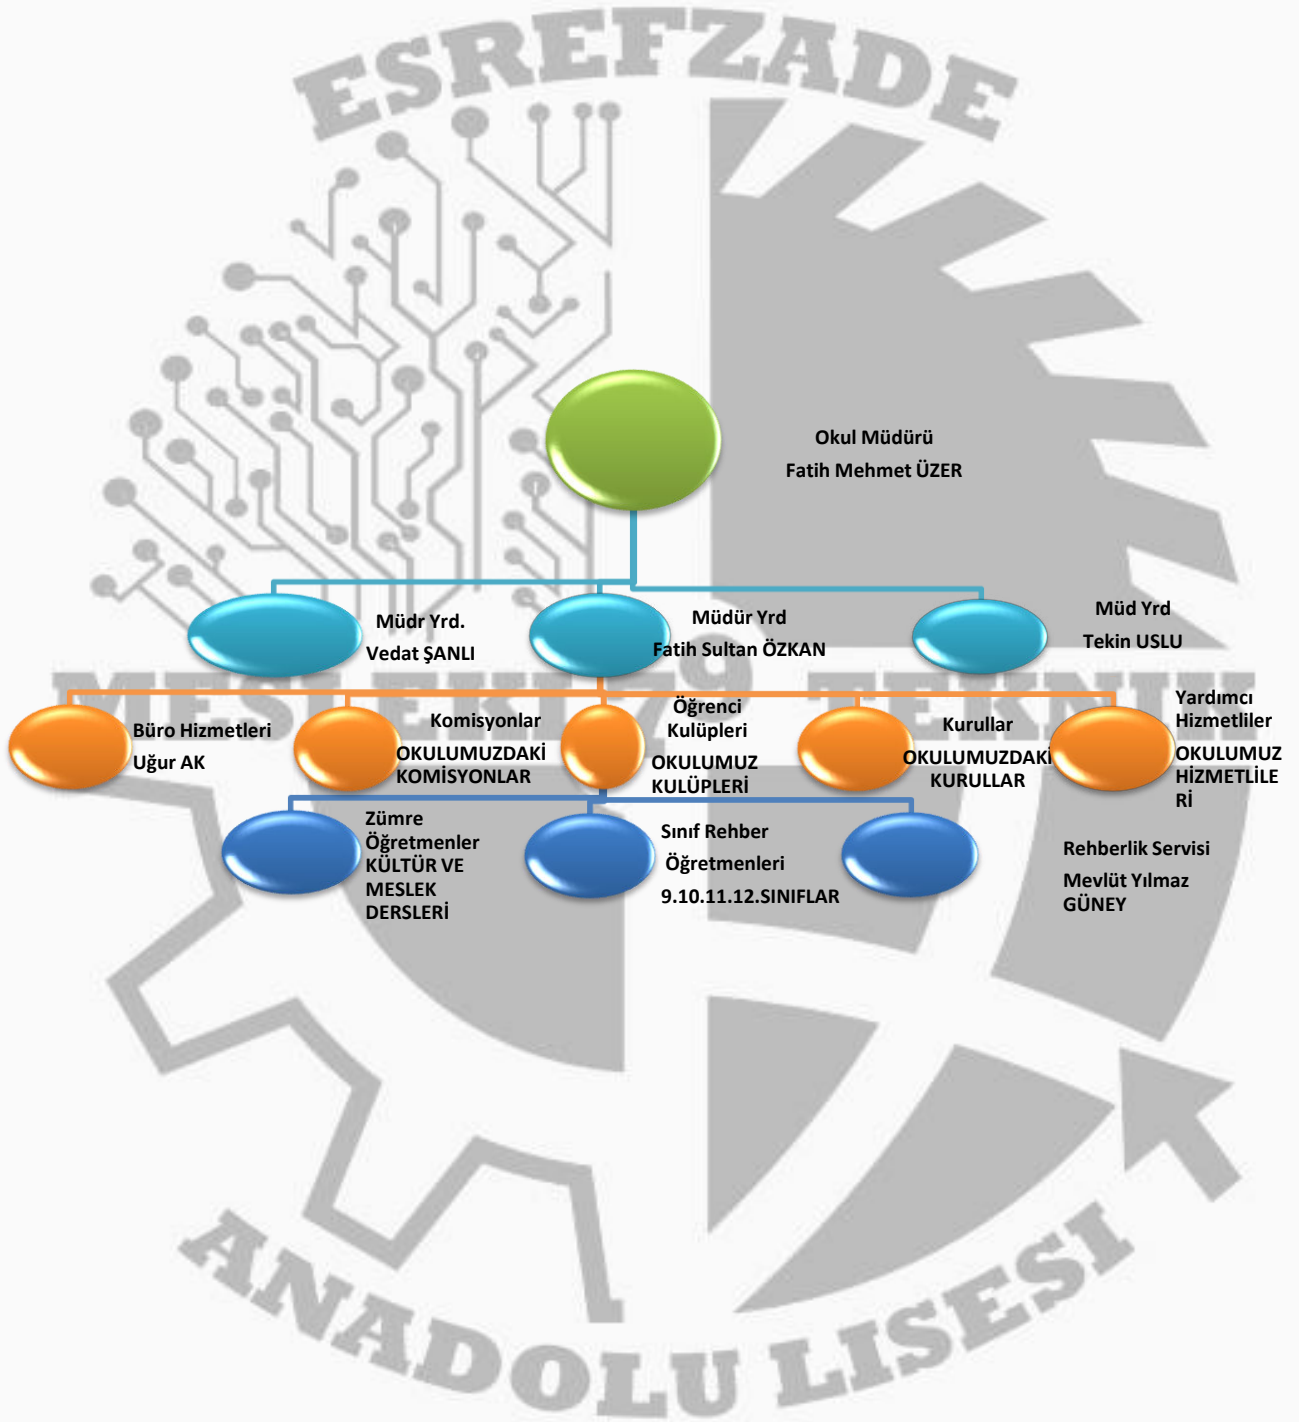 ESREFZADE
Okul Müdürü
Fatih Mehmet ÜZER
Müdr Yrd.
Vedat ŞANLI
Müdür Yrd
Fatih Sultan ÖZKAN
Müd Yrd
Tekin USLU
MESLEKI 79 TEKNIK
Büro Hizmetleri
Uğur AK
Komisyonlar
OKULUMUZDAKİ
KOMİSYONLAR
Öğrenci
Kulüpleri
OKULUMUZ
KULÜPLERİ
Kurullar
OKULUMUZDAKİ
KURULLAR
Yardımcı
Hizmetliler
OKULUMUZ
HİZMETLİLE
Rİ
Zümre
Öğretmenler
KÜLTÜR VE
MESLEK
DERSLERİ
Sınıf Rehber
Öğretmenleri
9.10.11.12.SINIFLAR
Rehberlik Servisi
Mevlüt Yılmaz
GÜNEY
ANADOLU LISESI